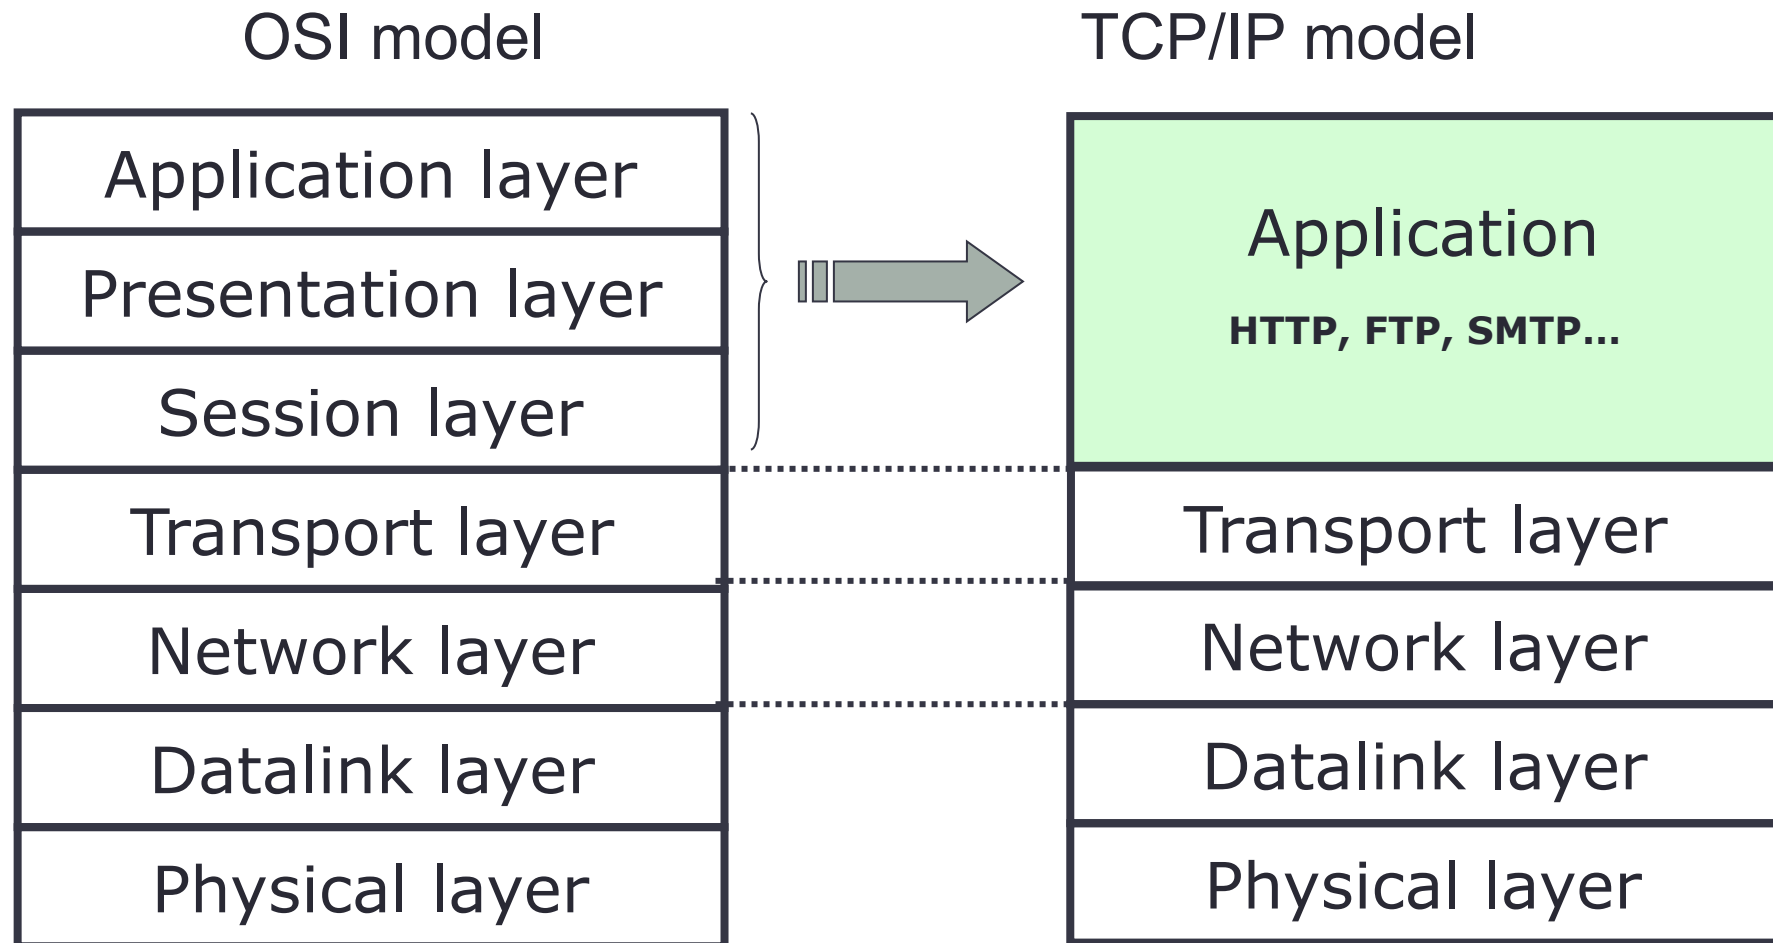 OSI model
TCP/IP model
Application layer
Presentation layer
Session layer
Transport layer
Network layer
Datalink layer
Physical layer
Application
HTTP, FTP, SMTP…
Transport layer
Network layer
Datalink layer
Physical layer